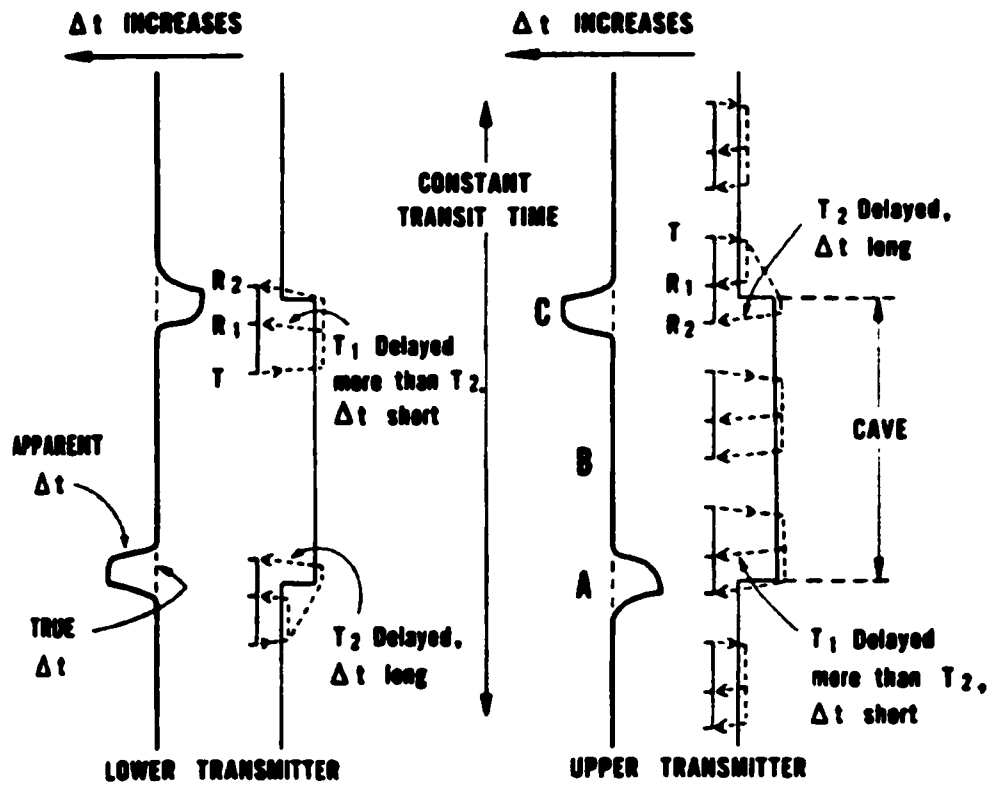 Δt INCREASES
Δt INCREASES
CONSTANT
TRANSIT TIME
R2
R1
T
T1 Delayed
more than T2.
Δt short
APPARENT
Δt
TRUE
Δt
T2 Delayed,
Δt long
LOWER TRANSMITTER
T2 Delayed,
Δt long
T
R1
R2
C
B
A
CAVE
T1 Delayed
more than T2,
Δt short
UPPER TRANSMITTER